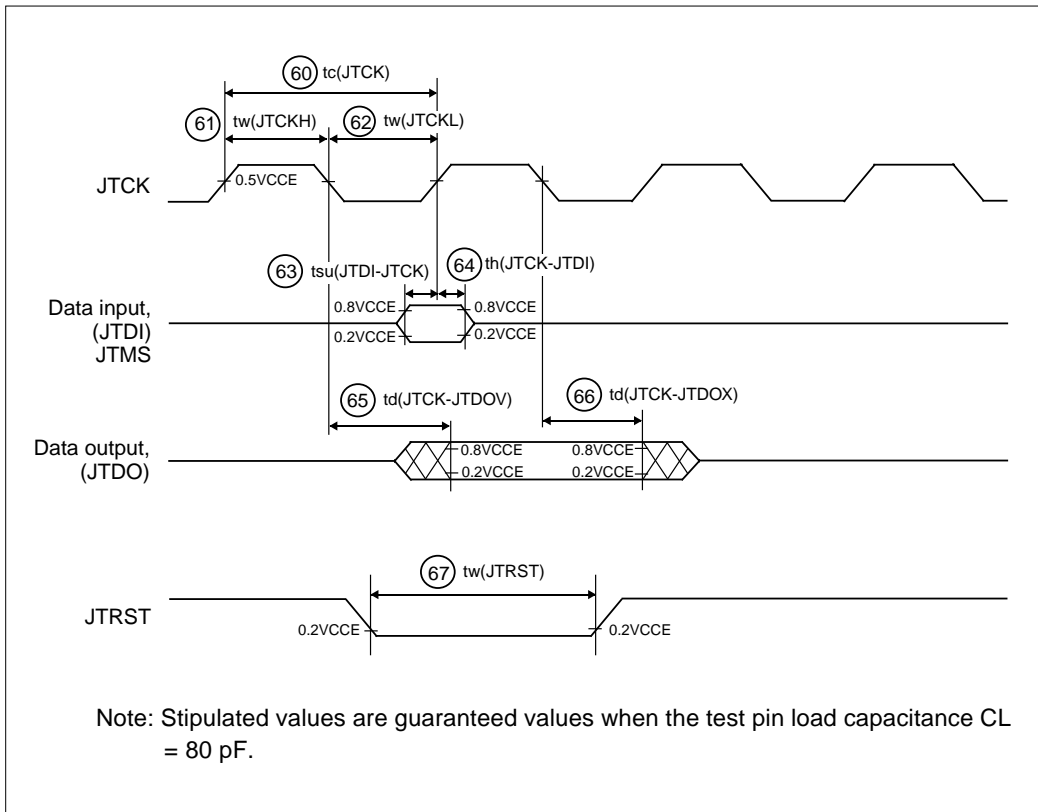 60 tc(JTCK)
61 tw(JTCKH) 62 tw(JTCKL)
JTCK
0.5VCCE
63 tsu(JTDI-JTCK) 64 th(JTCK-JTDI)
Data input,
(JTDI)
JTMS
0.8VCCE 0.8VCCE
0.2VCCE 0.2VCCE
65 td(JTCK-JTDOV) 66 td(JTCK-JTDOX)
Data output,
(JTDO)
0.8VCCE 0.8VCCE
0.2VCCE 0.2VCCE
67 tw(JTRST)
JTRST
0.2VCCE 0.2VCCE
Note: Stipulated values are guaranteed values when the test pin load capacitance CL
= 80 pF.